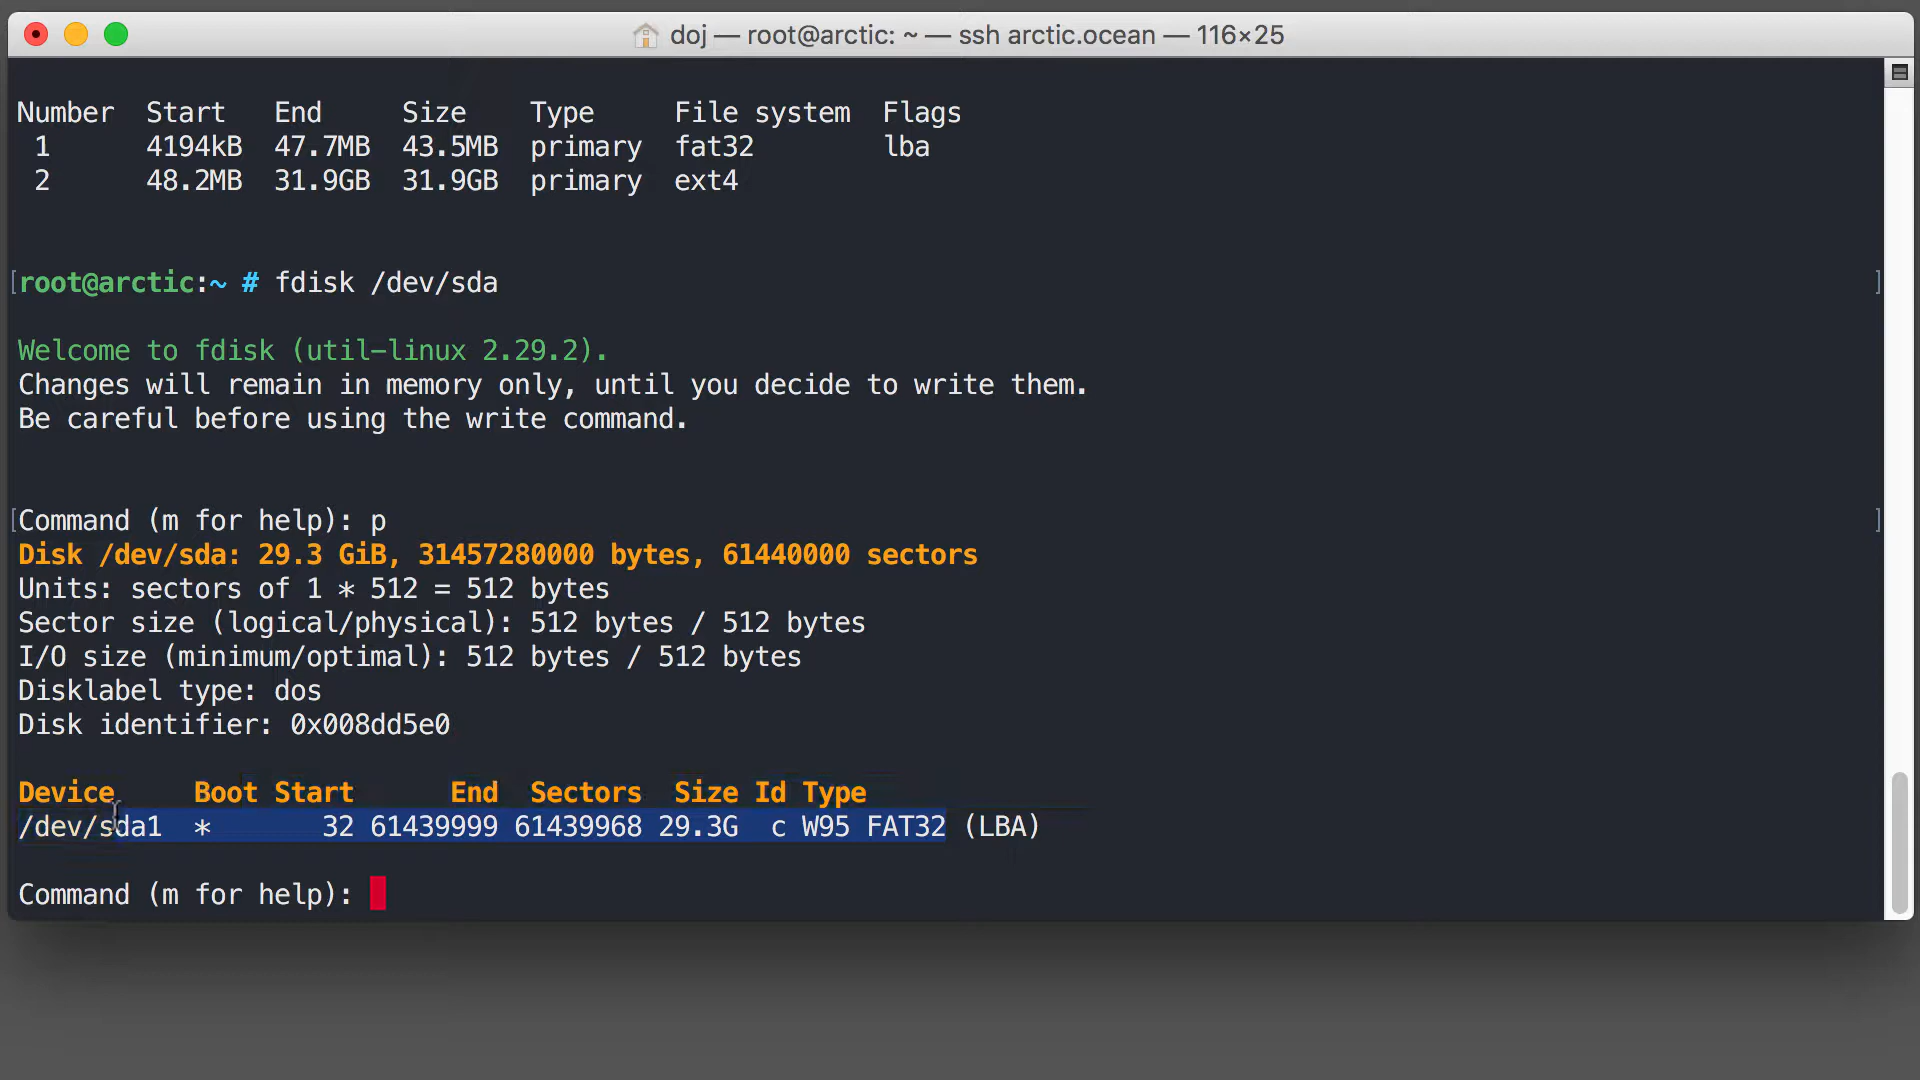 doj — root@arctic: ~ — ssh arctic.ocean — 116×25
Number  Start   End     Size    Type     File system  Flags
 1      4194kB  47.7MB  43.5MB  primary  fat32        lba
 2      48.2MB  31.9GB  31.9GB  primary  ext4
[root@arctic:~ # fdisk /dev/sda ]
Welcome to fdisk (util-linux 2.29.2).
Changes will remain in memory only, until you decide to write them.
Be careful before using the write command.
[Command (m for help): p ]
Disk /dev/sda: 29.3 GiB, 31457280000 bytes, 61440000 sectors
Units: sectors of 1 * 512 = 512 bytes
Sector size (logical/physical): 512 bytes / 512 bytes
I/O size (minimum/optimal): 512 bytes / 512 bytes
Disklabel type: dos
Disk identifier: 0x008dd5e0
Device     Boot Start      End  Sectors  Size Id Type
/dev/sda1  *       32 61439999 61439968 29.3G  c W95 FAT32 (LBA)
Command (m for help):